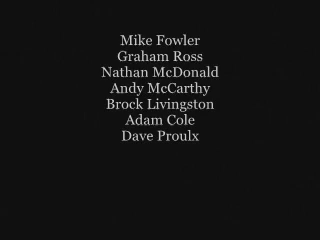 Mike Fowler
Graham Ross
Nathan McDonald
Andy McCarthy
Brock Livingston
Adam Cole
Dave Proulx